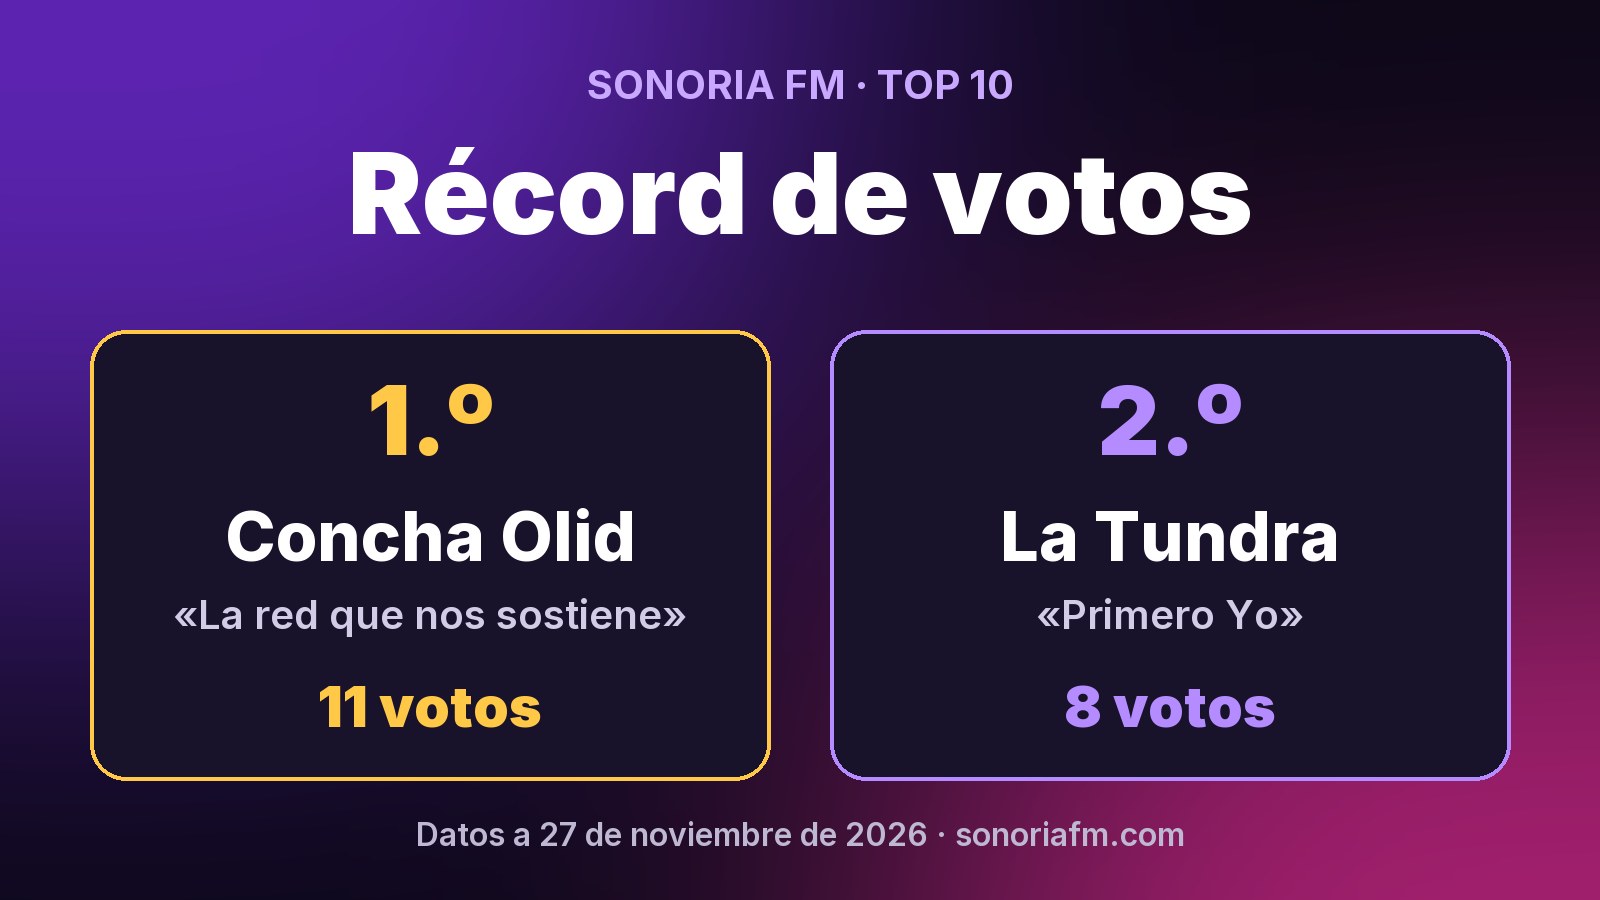 SONORIA FM · TOP 10
Récord de votos
1.º
Concha Olid
«La red que nos sostiene»
11 votos
2.º
La Tundra
«Primero Yo»
8 votos
Datos a 27 de noviembre de 2026 · sonoriafm.com